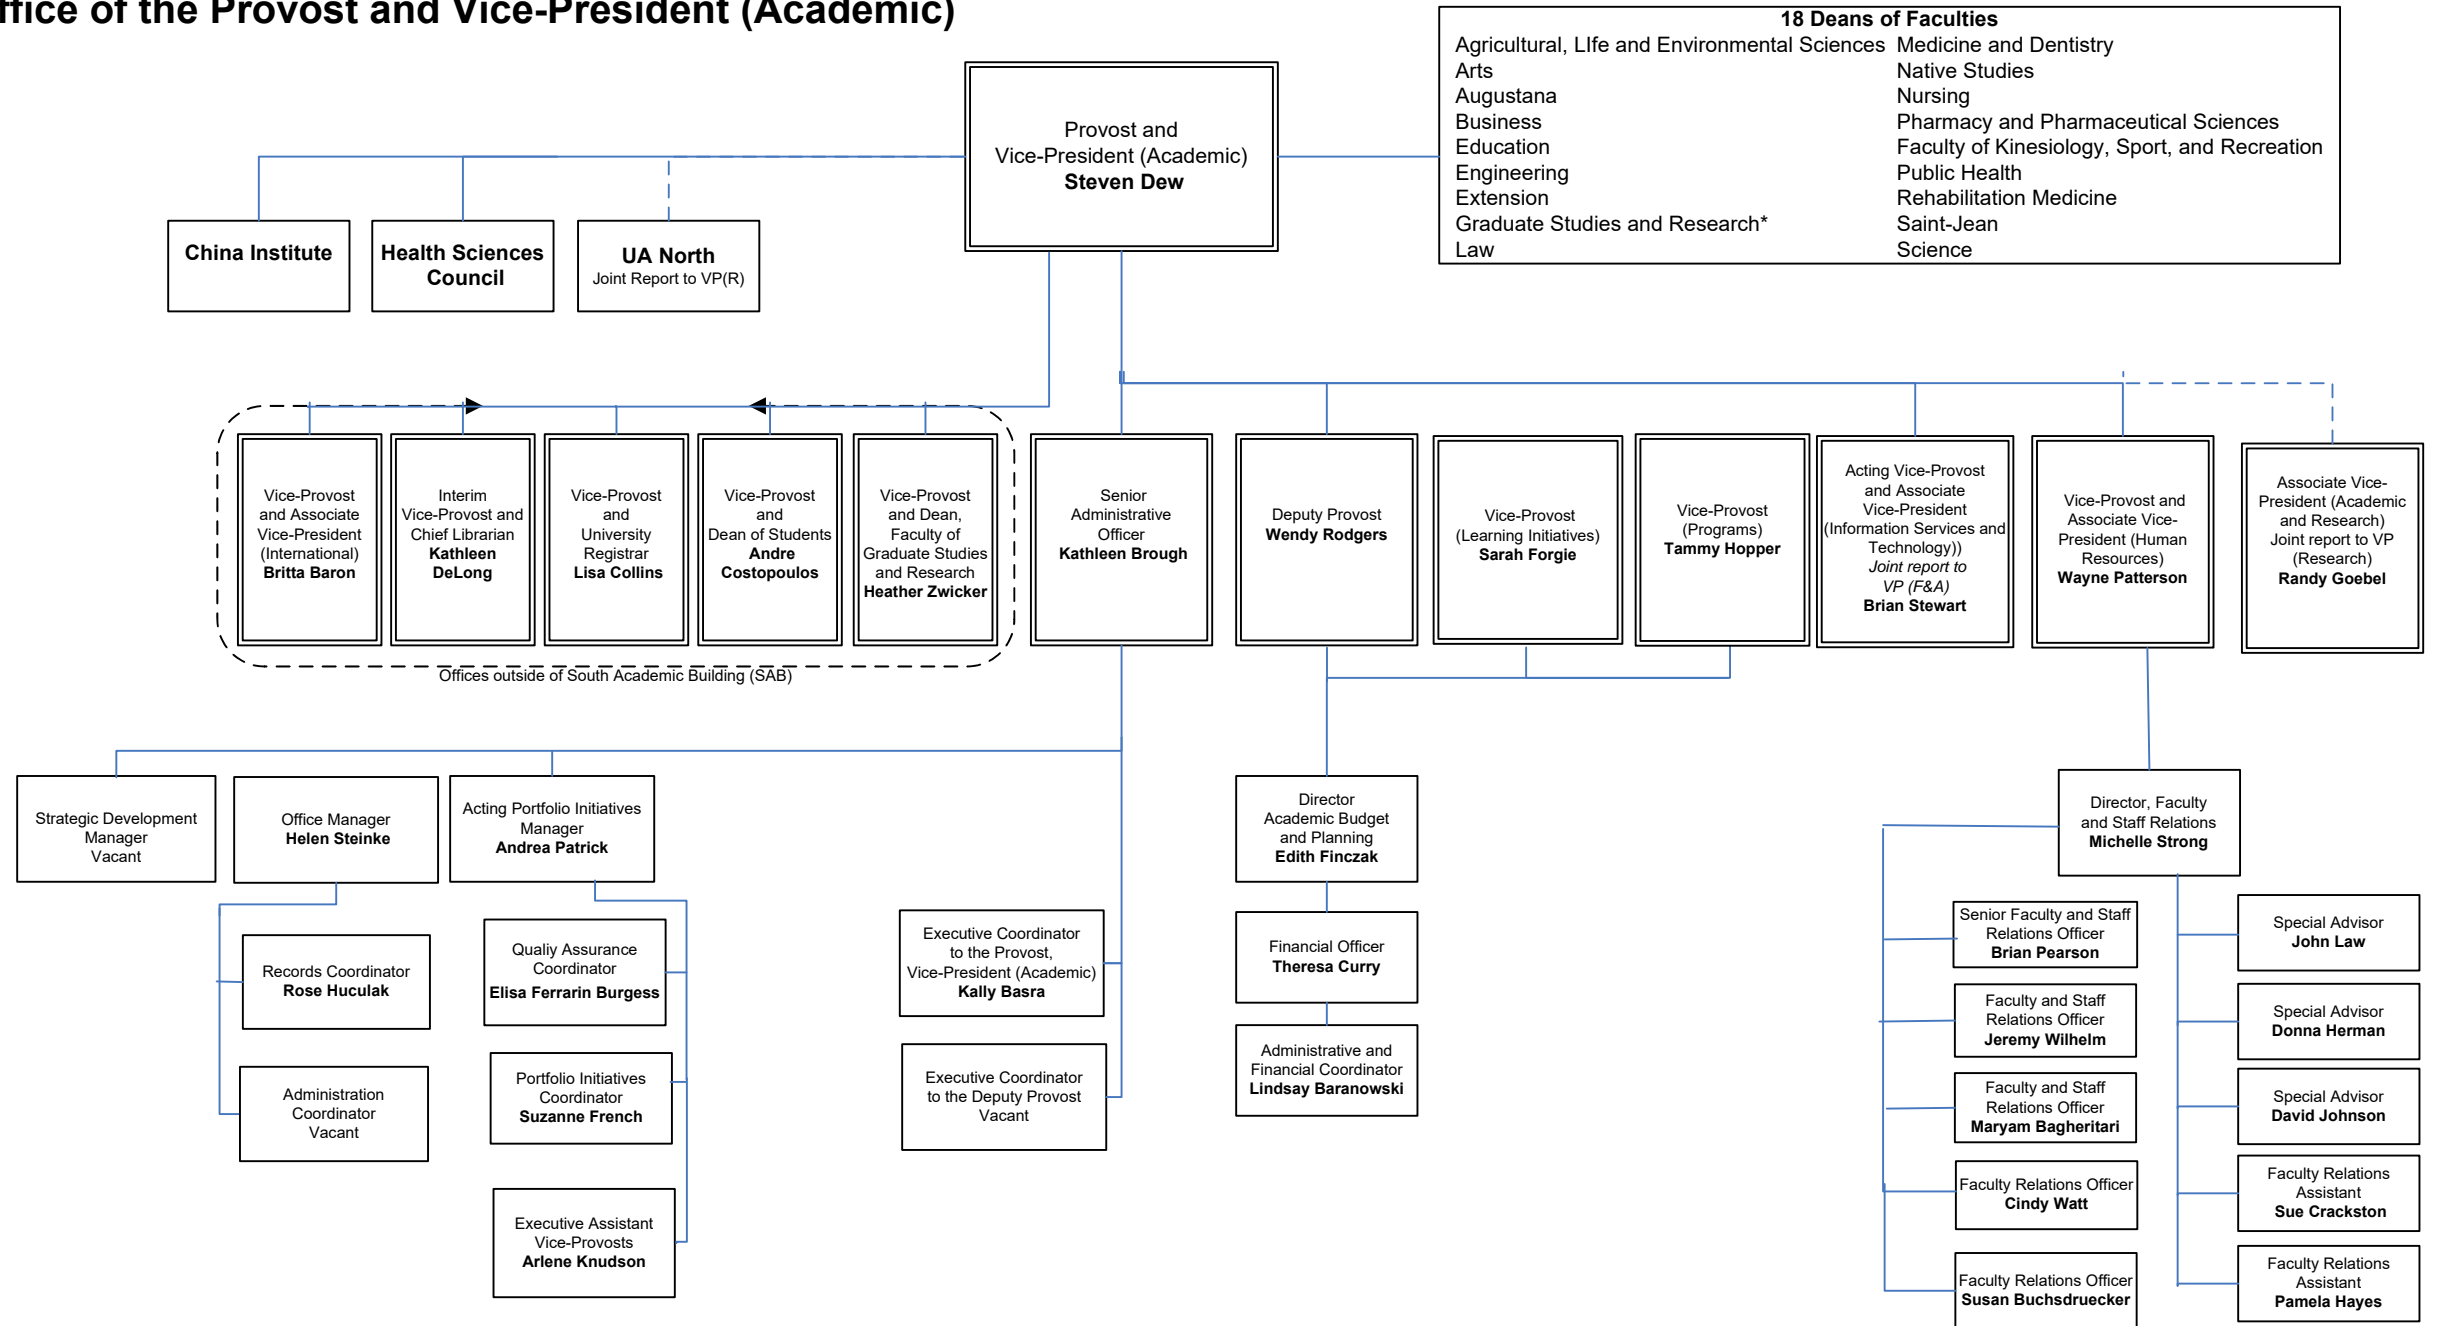 ffice of the Provost and Vice-President (Academic)
18 Deans of Faculties
Agricultural, LIfe and Environmental Sciences
Arts
Augustana
Business
Education
Engineering
Extension
Graduate Studies and Research*
Law
Medicine and Dentistry
Native Studies
Nursing
Pharmacy and Pharmaceutical Sciences
Faculty of Kinesiology, Sport, and Recreation
Public Health
Rehabilitation Medicine
Saint-Jean
Science
Provost and
Vice-President (Academic)
Steven Dew
China Institute
Health Sciences
Council
UA North
Joint Report to VP(R)
Vice-Provost
and Associate
Vice-President
(International)
Britta Baron
Interim
Vice-Provost and
Chief Librarian
Kathleen
DeLong
Vice-Provost
and
University
Registrar
Lisa Collins
Vice-Provost
and
Dean of Students
Andre
Costopoulos
Vice-Provost
and Dean,
Faculty of
Graduate Studies
and Research
Heather Zwicker
Offices outside of South Academic Building (SAB)
Senior
Administrative
Officer
Kathleen Brough
Deputy Provost
Wendy Rodgers
Vice-Provost
(Learning Initiatives)
Sarah Forgie
Vice-Provost
(Programs)
Tammy Hopper
Acting Vice-Provost
and Associate
Vice-President
(Information Services and
Technology))
Joint report to
VP (F&A)
Brian Stewart
Vice-Provost and
Associate Vice-
President (Human
Resources)
Wayne Patterson
Associate Vice-
President (Academic
and Research)
Joint report to VP
(Research)
Randy Goebel
Strategic Development
Manager
Vacant
Office Manager
Helen Steinke
Acting Portfolio Initiatives
Manager
Andrea Patrick
Records Coordinator
Rose Huculak
Administration
Coordinator
Vacant
Qualiy Assurance
Coordinator
Elisa Ferrarin Burgess
Portfolio Initiatives
Coordinator
Suzanne French
Executive Assistant
Vice-Provosts
Arlene Knudson
Executive Coordinator
to the Provost,
Vice-President (Academic)
Kally Basra
Executive Coordinator
to the Deputy Provost
Vacant
Director
Academic Budget
and Planning
Edith Finczak
Financial Officer
Theresa Curry
Administrative and
Financial Coordinator
Lindsay Baranowski
Director, Faculty
and Staff Relations
Michelle Strong
Senior Faculty and Staff
Relations Officer
Brian Pearson
Faculty and Staff
Relations Officer
Jeremy Wilhelm
Faculty and Staff
Relations Officer
Maryam Bagheritari
Faculty Relations Officer
Cindy Watt
Faculty Relations Officer
Susan Buchsdruecker
Special Advisor
John Law
Special Advisor
Donna Herman
Special Advisor
David Johnson
Faculty Relations
Assistant
Sue Crackston
Faculty Relations
Assistant
Pamela Hayes